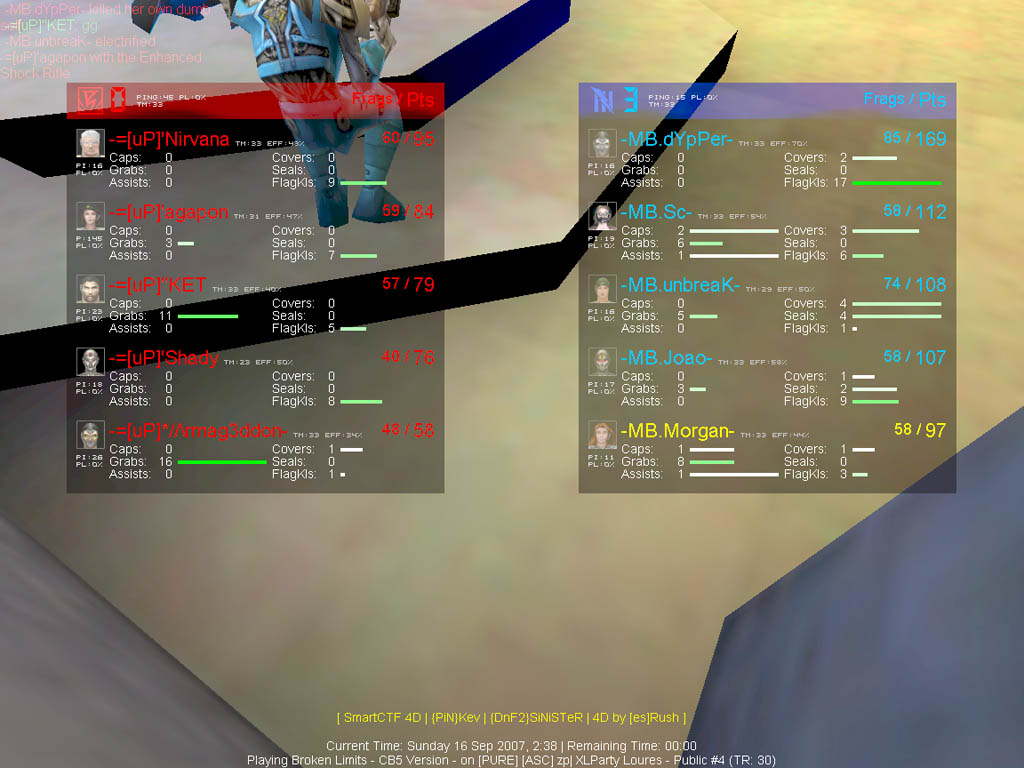 -MB.dYpPer- killed her own dumb
-=[uP]"KET: gg
-MB.unbreaK- electrified
-=[uP]'agapon with the Enhanced
Shock Rifle
0 PING:45 PL:0% TM:33 Frags / Pts
-=[uP]'Nirvana TM:33 EFF:43% 60 / 95
Caps: 0 Covers: 0
Grabs: 0 Seals: 0
PI:16 PL:0% Assists: 0 FlagKls: 9
-=[uP]'agapon TM:31 EFF:47% 59 / 84
Caps: 0 Covers: 0
Grabs: 3 Seals: 0
PI:145 PL:0% Assists: 0 FlagKls: 7
-=[uP]"KET TM:33 EFF:40% 57 / 79
Caps: 0 Covers: 0
Grabs: 11 Seals: 0
PI:23 PL:0% Assists: 0 FlagKls: 5
-=[uP]'Shady TM:23 EFF:50% 40 / 76
Caps: 0 Covers: 0
Grabs: 0 Seals: 0
PI:18 PL:0% Assists: 0 FlagKls: 8
-=[uP]*//Armag3ddon- TM:33 EFF:34% 43 / 58
Caps: 0 Covers: 1
Grabs: 16 Seals: 0
PI:26 PL:0% Assists: 0 FlagKls: 1
3 PING:15 PL:0% TM:33 Frags / Pts
-MB.dYpPer- TM:33 EFF:70% 85 / 169
Caps: 0 Covers: 2
Grabs: 0 Seals: 0
PI:16 PL:0% Assists: 0 FlagKls: 17
-MB.Sc- TM:33 EFF:54% 58 / 112
Caps: 2 Covers: 3
Grabs: 6 Seals: 0
PI:19 PL:0% Assists: 1 FlagKls: 6
-MB.unbreaK- TM:29 EFF:50% 74 / 108
Caps: 0 Covers: 4
Grabs: 5 Seals: 4
PI:16 PL:0% Assists: 0 FlagKls: 1
-MB.Joao- TM:33 EFF:58% 58 / 107
Caps: 0 Covers: 1
Grabs: 3 Seals: 2
PI:17 PL:0% Assists: 0 FlagKls: 9
-MB.Morgan- TM:33 EFF:44% 58 / 97
Caps: 1 Covers: 1
Grabs: 8 Seals: 0
PI:11 PL:0% Assists: 1 FlagKls: 3
[ SmartCTF 4D | {PiN}Kev | {DnF2}SiNiSTeR | 4D by [es]Rush ]
Current Time: Sunday 16 Sep 2007, 2:38 | Remaining Time: 00:00
Playing Broken Limits - CB5 Version - on [PURE] [ASC] zp| XLParty Loures - Public #4 (TR: 30)